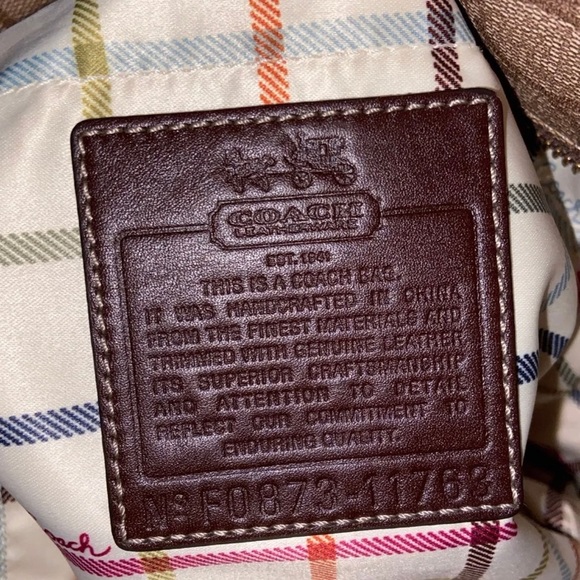 COACH
LEATHERWARE
EST. 1941
THIS IS A COACH BAG.
IT WAS HANDCRAFTED IN CHINA
FROM THE FINEST MATERIALS AND
TRIMMED WITH GENUINE LEATHER
ITS SUPERIOR CRAFTSMANSHIP
AND ATTENTION TO DETAIL
REFLECT OUR COMMITMENT TO
ENDURING QUALITY.
Nº F0873-11763